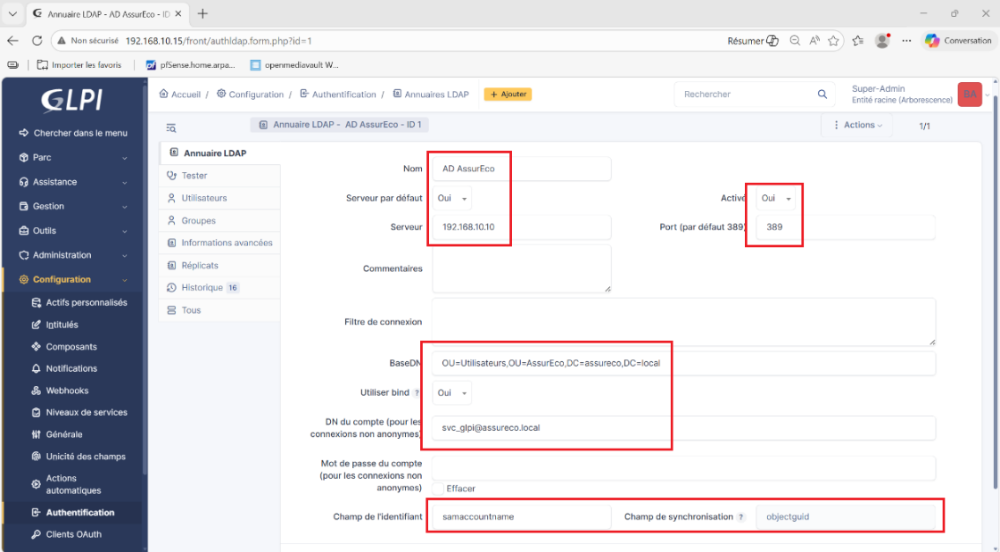 Annuaire LDAP - AD AssurEco - ID
Non sécurisé 192.168.10.15/front/authldap.form.php?id=1 Résumer Conversation
Importer les favoris pfSense.home.arpa... openmediavault W...
GLPI
Accueil / Configuration / Authentification / Annuaires LDAP + Ajouter Rechercher Super-Admin BA
Entité racine (Arborescence)
Chercher dans le menu
Parc
Assistance
Gestion
Outils
Administration
Configuration
Actifs personnalisés
Intitulés
Composants
Notifications
Webhooks
Niveaux de services
Générale
Unicité des champs
Actions
automatiques
Authentification
Clients OAuth
Annuaire LDAP - AD AssurEco - ID 1 Actions 1/1
Annuaire LDAP
Tester
Utilisateurs
Groupes
Informations avancées
Réplicats
Historique 16
Tous
Nom AD AssurEco
Serveur par défaut Oui Activé Oui
Serveur 192.168.10.10 Port (par défaut 389) 389
Commentaires
Filtre de connexion
BaseDN OU=Utilisateurs,OU=AssurEco,DC=assureco,DC=local
Utiliser bind ? Oui
DN du compte (pour les
connexions non anonymes) svc_glpi@assureco.local
Mot de passe du compte
(pour les connexions non
anonymes) Effacer
Champ de l'identifiant samaccountname Champ de synchronisation ? objectguid